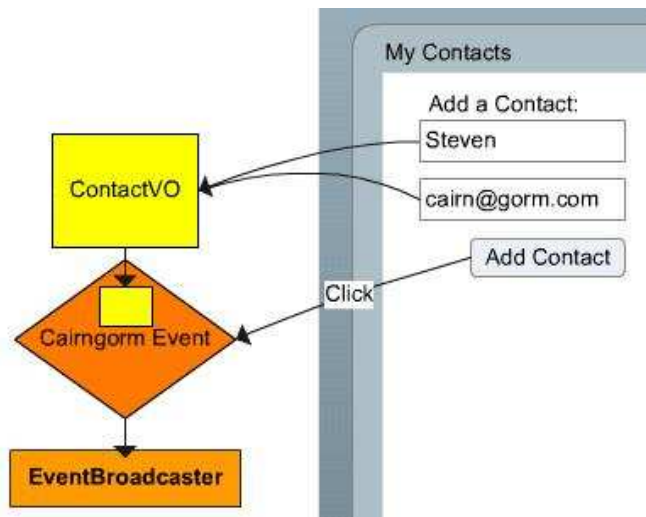 My Contacts
Add a Contact:
Steven
ContactVO
cairn@gorm.com
Add Contact
Click
Cairngorm Event
EventBroadcaster